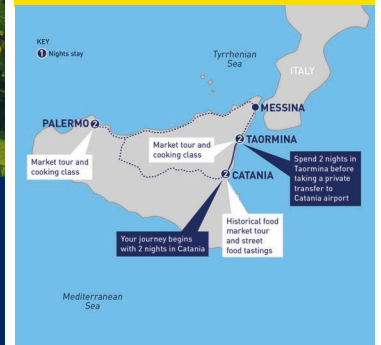 KEY
1 Nights stay
Tyrrhenian
Sea
ITALY
MESSINA
PALERMO 2
Market tour and
cooking class
Market tour and
cooking class
2 TAORMINA
Spend 2 nights in
Taormina before
taking a private
transfer to
Catania airport
2 CATANIA
Your journey begins
with 2 nights in Catania
Historical food
market tour
and street
food tastings
Mediterranean
Sea